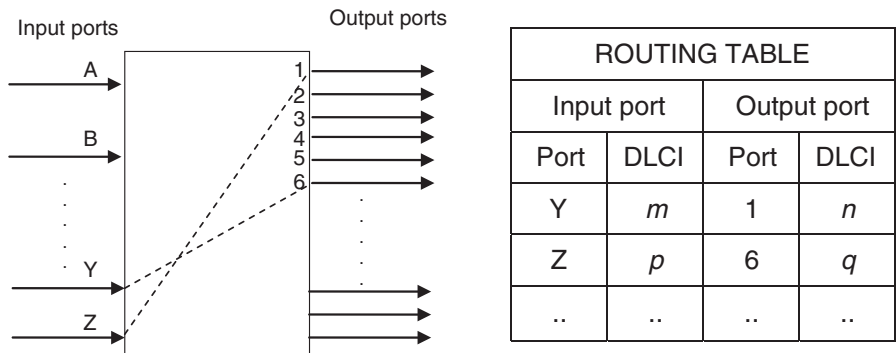 Input ports
Output ports
A
B
Y
Z
1
2
3
4
5
6
ROUTING TABLE
Input port Output port
Port DLCI Port DLCI
Y m 1 n
Z p 6 q
.. .. .. ..